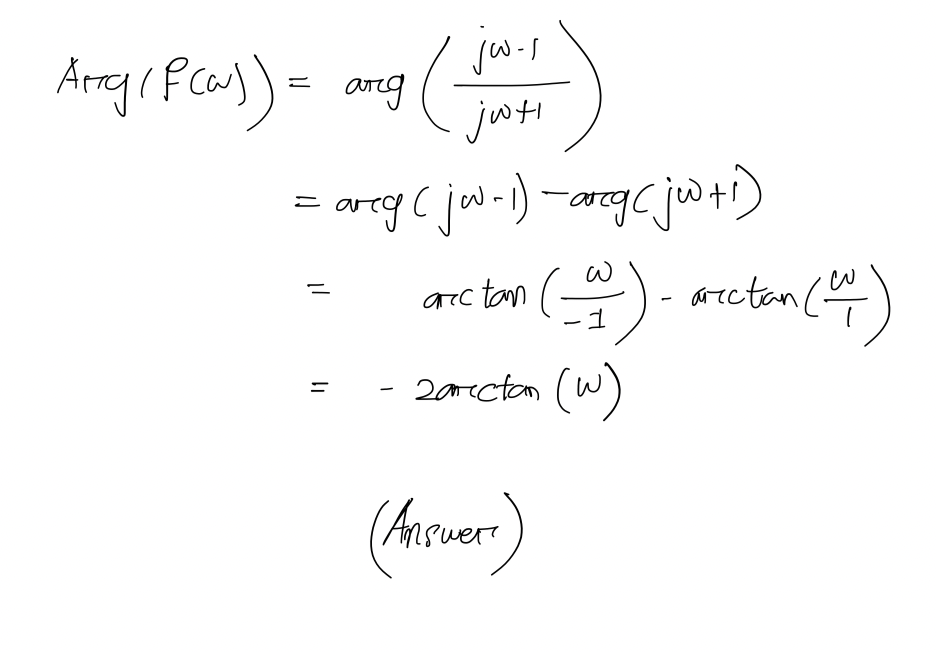 Arg(P(ω)) = arg((jω-1)/(jω+1))
= arg(jω-1) - arg(jω+1)
= arctan(ω/-1) - arctan(ω/1)
= - 2arctan(ω)
(Answer)